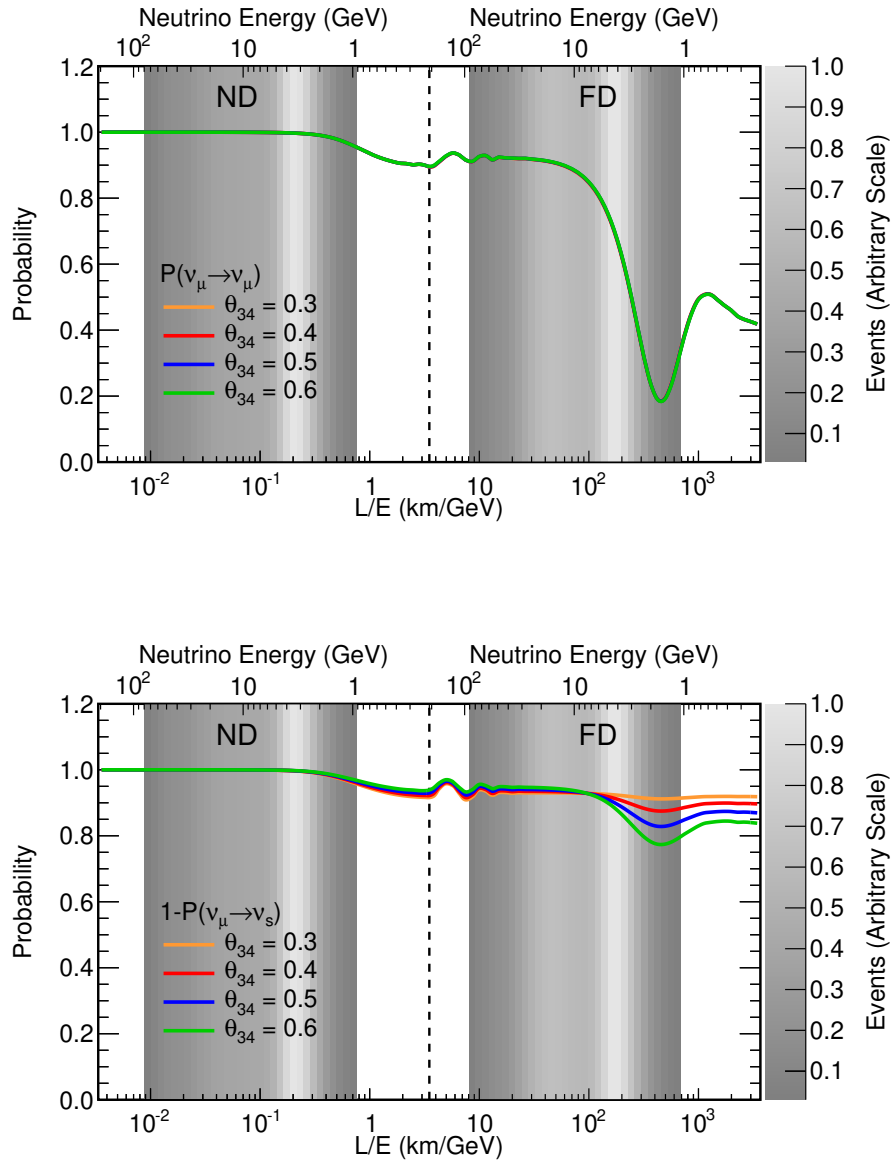 Neutrino Energy (GeV) Neutrino Energy (GeV)
10² 10 1 10² 10 1
ND FD
Probability
1.2
1.0
0.8
0.6
0.4
0.2
0.0
P(ν_μ→ν_μ)
θ₃₄ = 0.3
θ₃₄ = 0.4
θ₃₄ = 0.5
θ₃₄ = 0.6
10⁻² 10⁻¹ 1 10 10² 10³
L/E (km/GeV)
1.0
0.9
0.8
0.7
0.6
0.5
0.4
0.3
0.2
0.1
Events (Arbitrary Scale)
Neutrino Energy (GeV) Neutrino Energy (GeV)
10² 10 1 10² 10 1
ND FD
Probability
1.2
1.0
0.8
0.6
0.4
0.2
0.0
1-P(ν_μ→ν_s)
θ₃₄ = 0.3
θ₃₄ = 0.4
θ₃₄ = 0.5
θ₃₄ = 0.6
10⁻² 10⁻¹ 1 10 10² 10³
L/E (km/GeV)
1.0
0.9
0.8
0.7
0.6
0.5
0.4
0.3
0.2
0.1
Events (Arbitrary Scale)